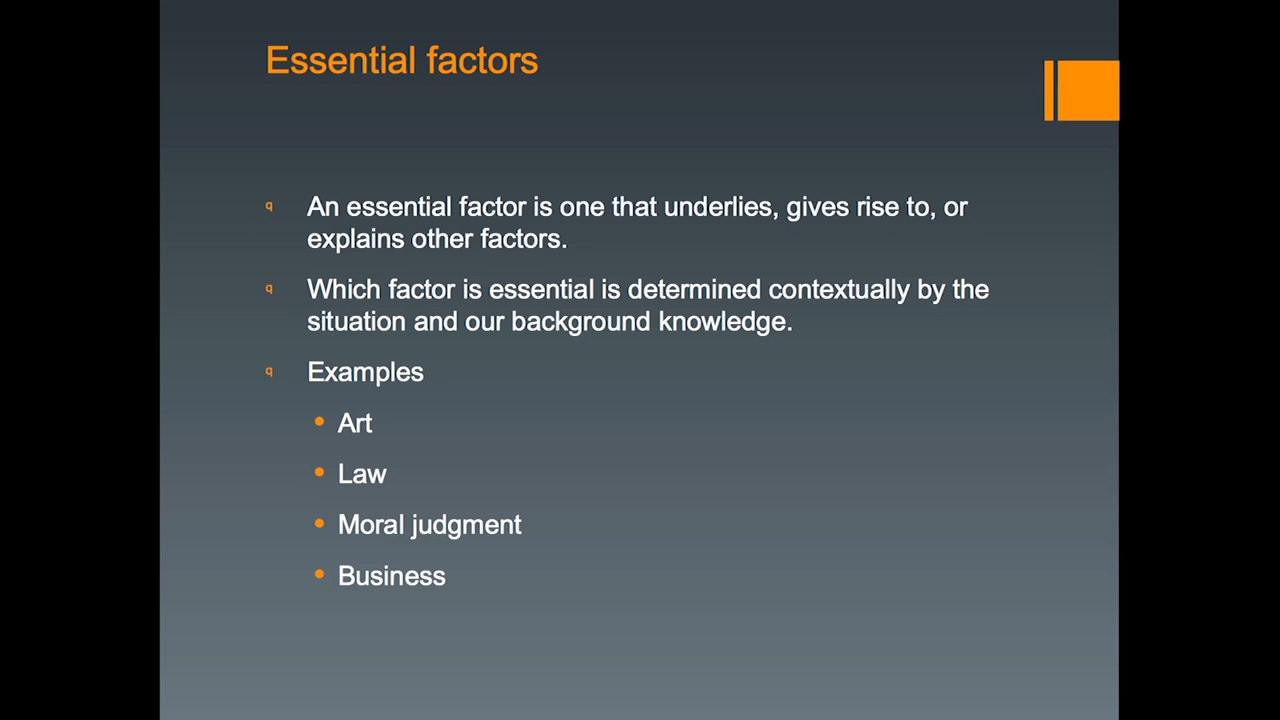 Essential factors
q An essential factor is one that underlies, gives rise to, or
explains other factors.
q Which factor is essential is determined contextually by the
situation and our background knowledge.
q Examples
• Art
• Law
• Moral judgment
• Business